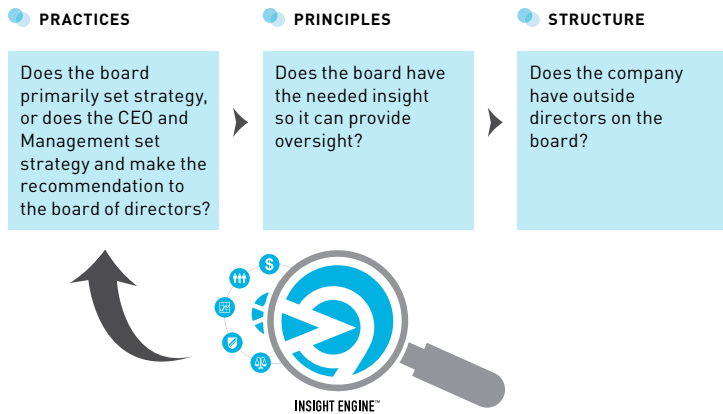 PRACTICES
Does the board
primarily set strategy,
or does the CEO and
Management set
strategy and make the
recommendation to
the board of directors?
PRINCIPLES
Does the board have
the needed insight
so it can provide
oversight?
STRUCTURE
Does the company
have outside
directors on the
board?
$
INSIGHT ENGINE™